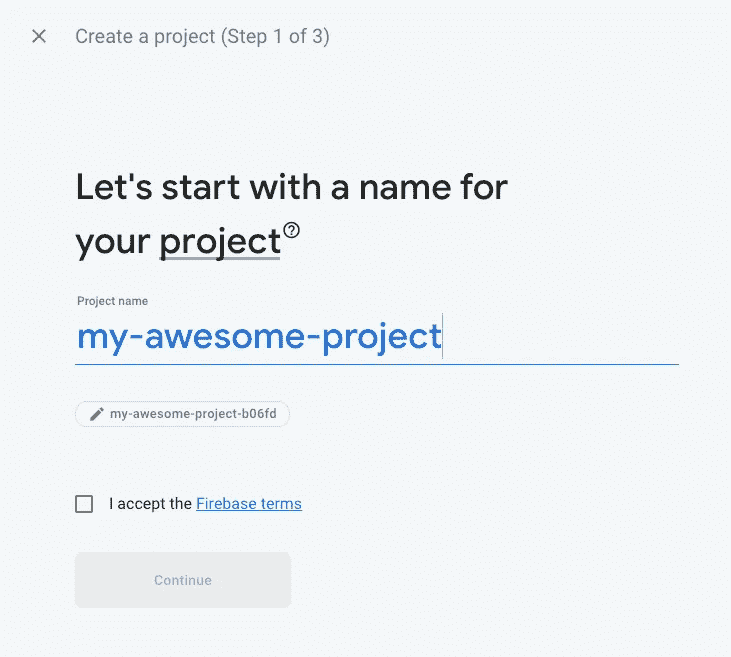 Create a project (Step 1 of 3)
Let's start with a name for
your project
Project name
my-awesome-project
my-awesome-project-b06fd
I accept the Firebase terms
Continue